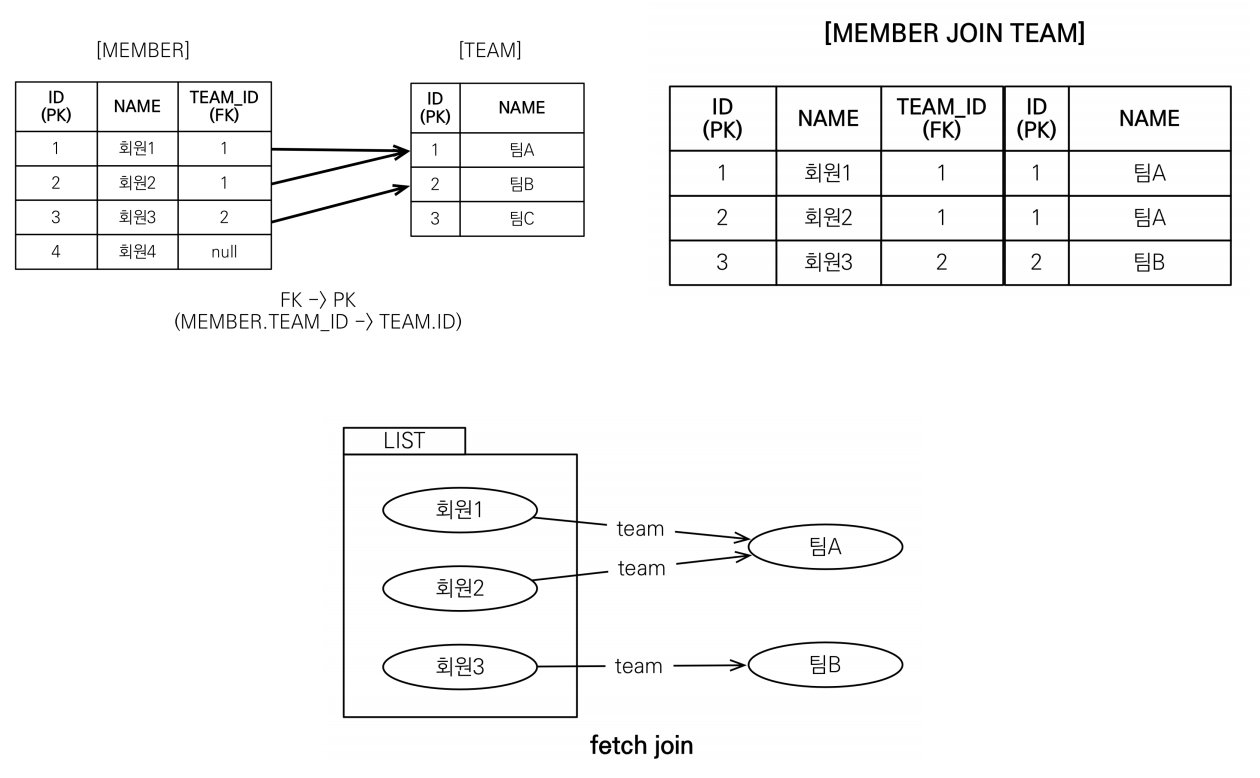 [MEMBER]
ID (PK) NAME TEAM_ID (FK)
1 회원1 1
2 회원2 1
3 회원3 2
4 회원4 null
[TEAM]
ID (PK) NAME
1 팀A
2 팀B
3 팀C
FK -> PK
(MEMBER.TEAM_ID -> TEAM.ID)
[MEMBER JOIN TEAM]
ID (PK) NAME TEAM_ID (FK) ID (PK) NAME
1 회원1 1 1 팀A
2 회원2 1 1 팀A
3 회원3 2 2 팀B
LIST
회원1 team 팀A
회원2 team
회원3 team 팀B
fetch join